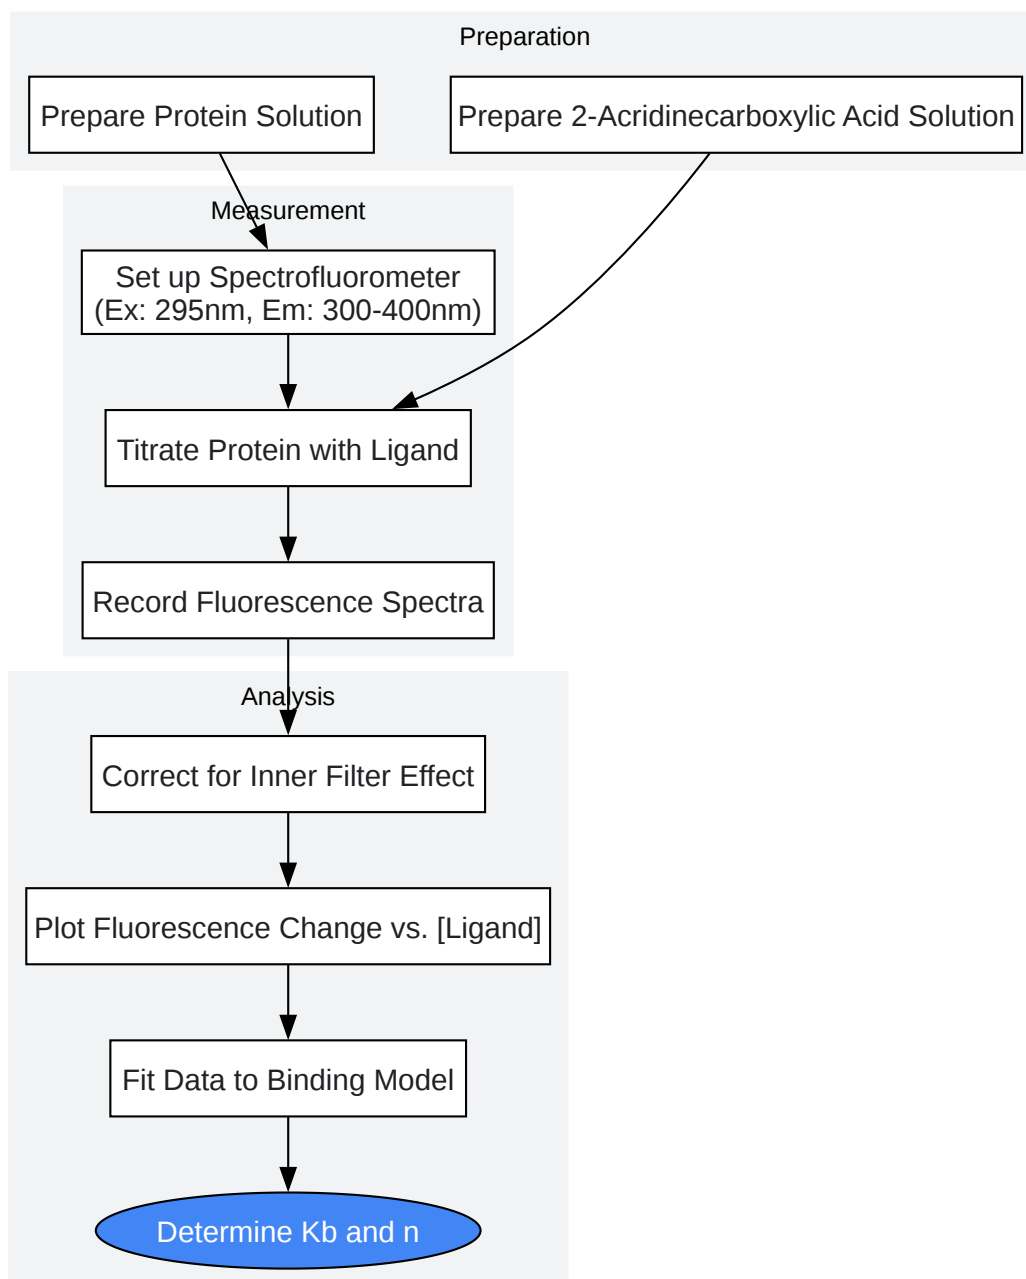 Preparation
Prepare Protein Solution
Prepare 2-Acridinecarboxylic Acid Solution
Measurement
Set up Spectrofluorometer
(Ex: 295nm, Em: 300-400nm)
Titrate Protein with Ligand
Record Fluorescence Spectra
Analysis
Correct for Inner Filter Effect
Plot Fluorescence Change vs. [Ligand]
Fit Data to Binding Model
Determine Kb and n